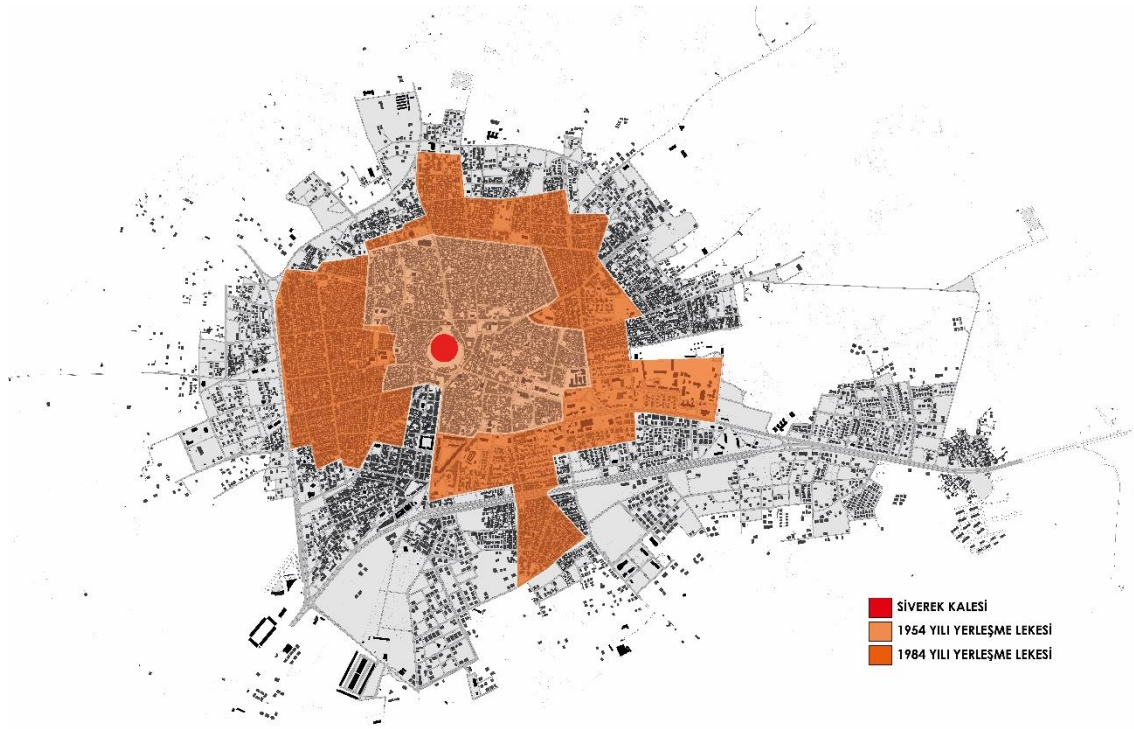 SİVEREK KALESİ
1954 YILI YERLEŞME LEKESİ
1984 YILI YERLEŞME LEKESİ